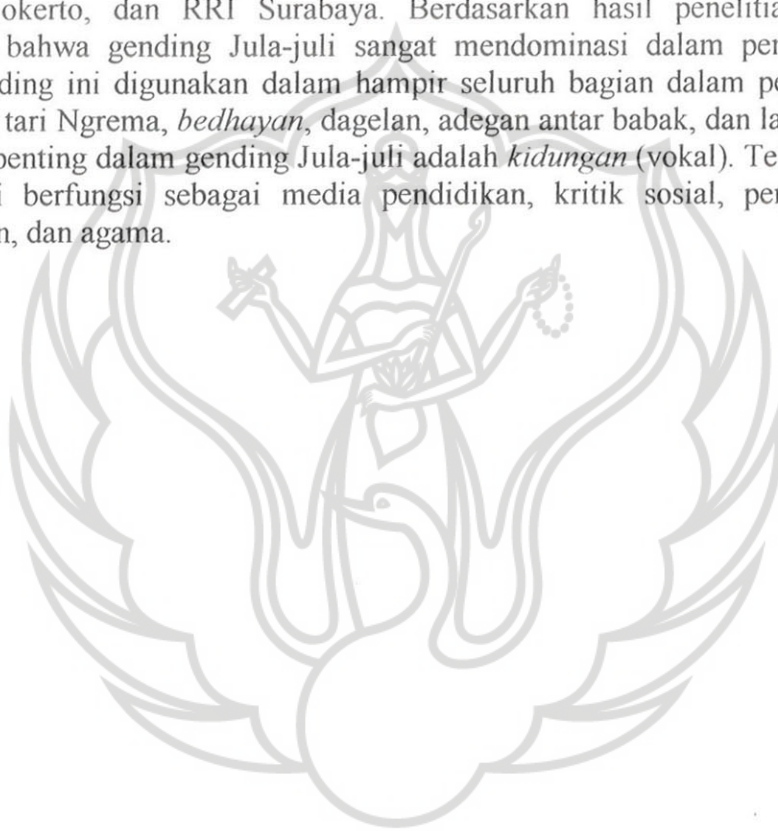 okerto, dan RRI Surabaya. Berdasarkan hasil penelitia
bahwa gending Jula-juli sangat mendominasi dalam per
ding ini digunakan dalam hampir seluruh bagian dalam pe
tari Ngrema, bedhayan, dagelan, adegan antar babak, dan la
penting dalam gending Jula-juli adalah kidungan (vokal). Te
i berfungsi sebagai media pendidikan, kritik sosial, per
n, dan agama.